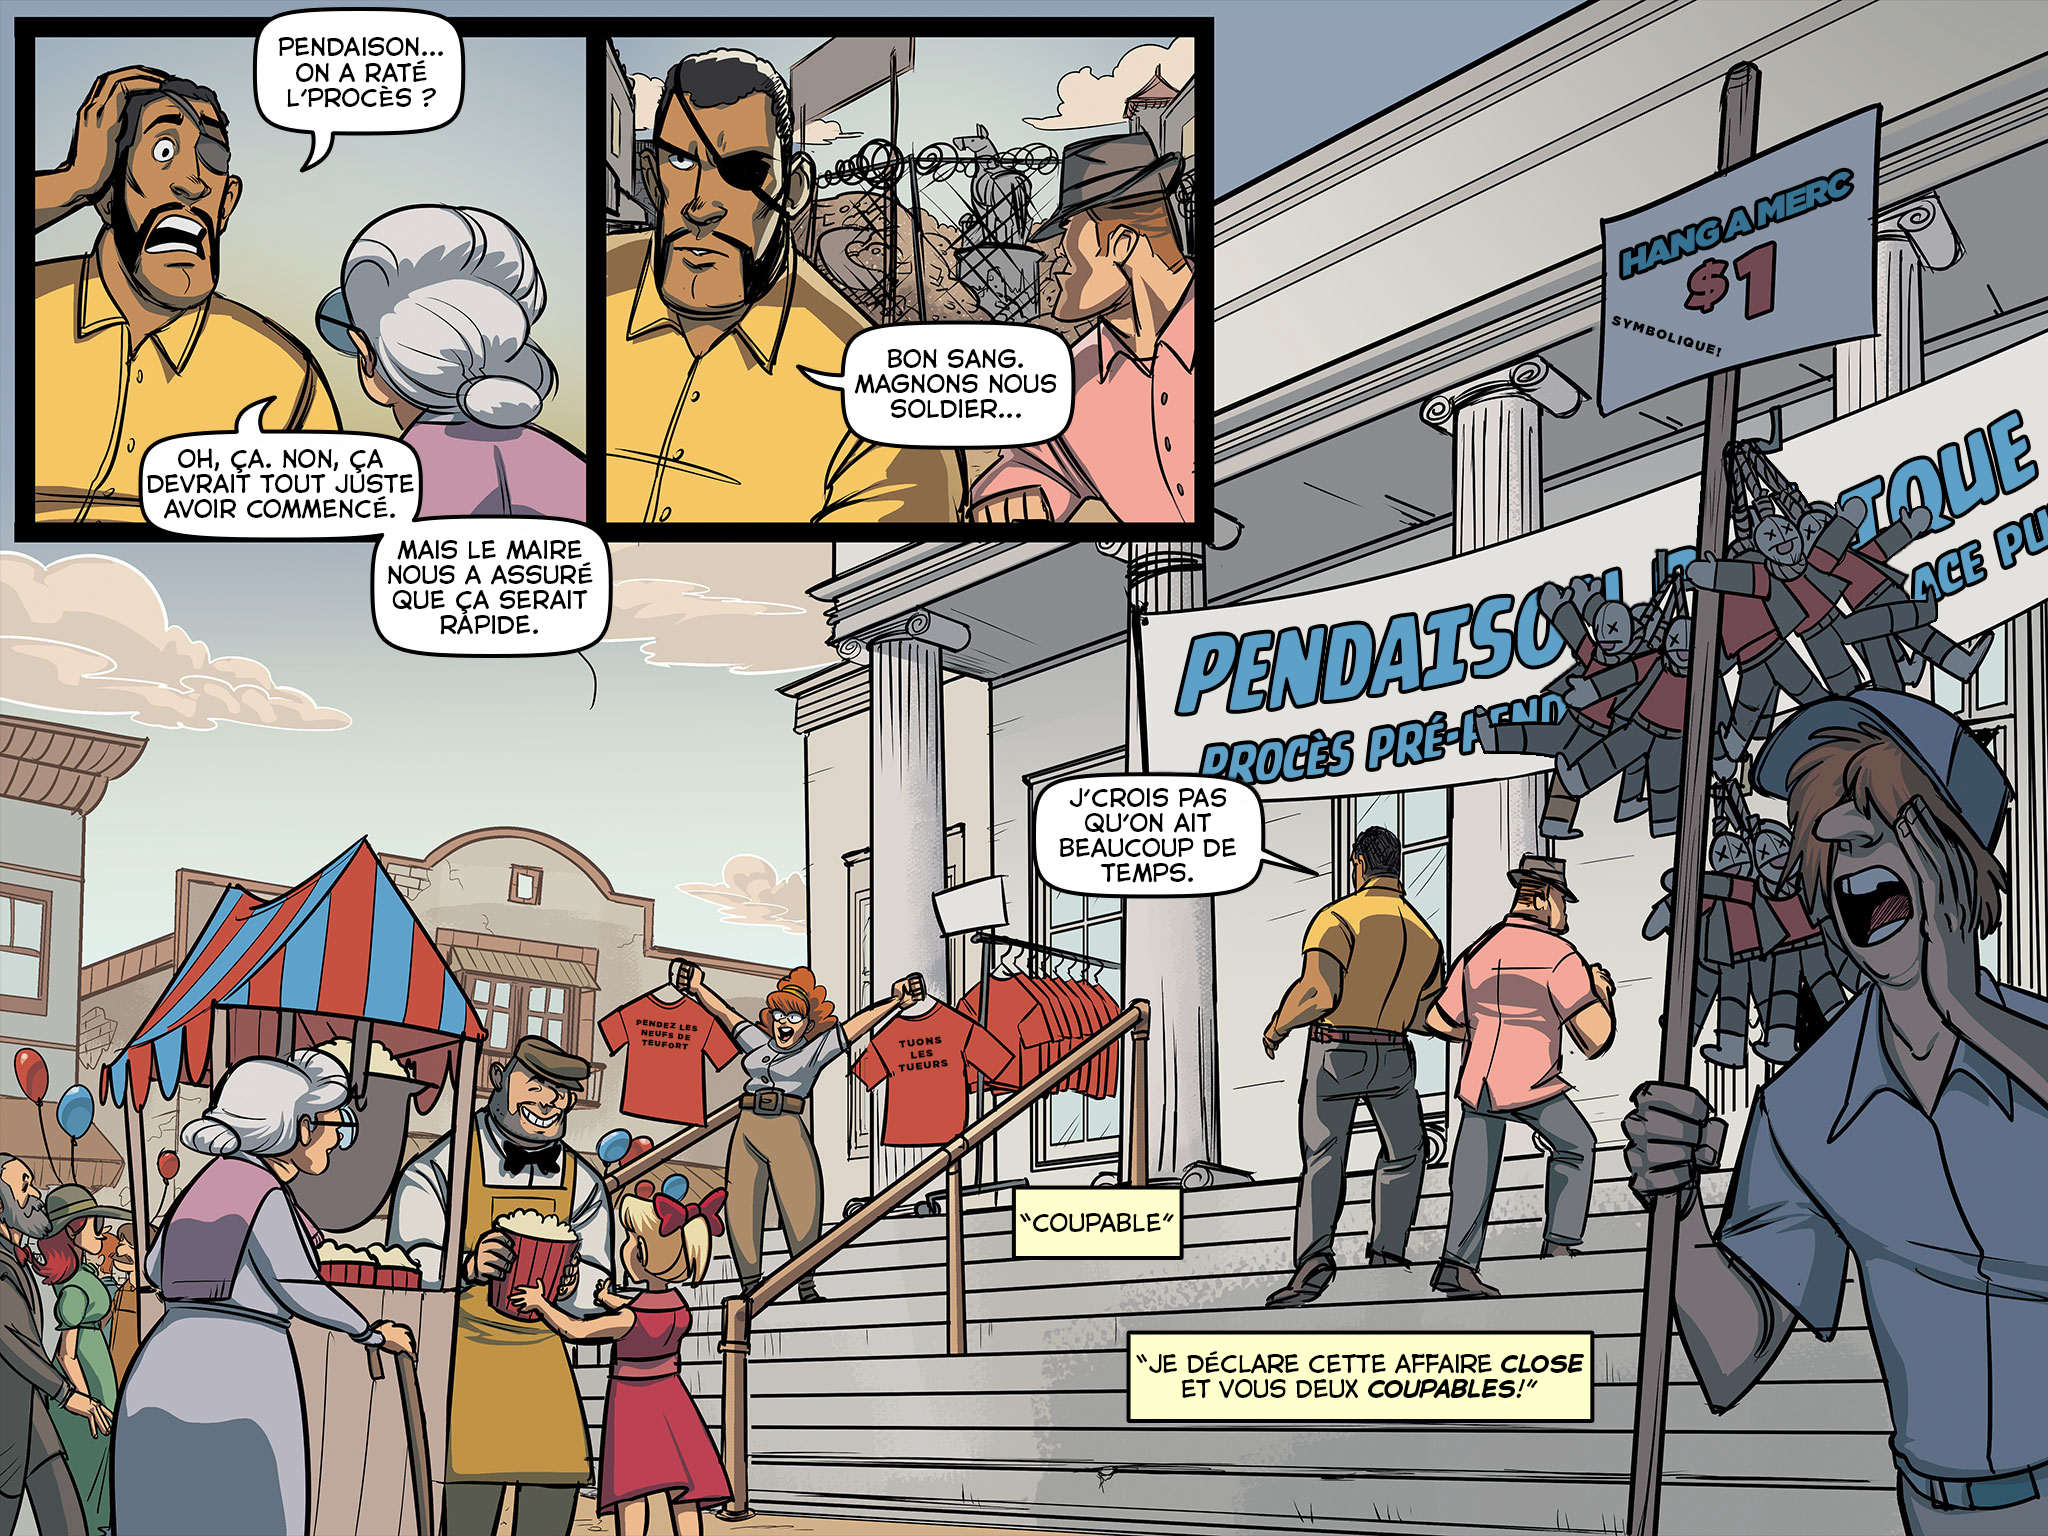 PENDAISON...
ON A RATÉ
L'PROCÈS ?
OH, ÇA. NON, ÇA
DEVRAIT TOUT JUSTE
AVOIR COMMENCÉ.
MAIS LE MAIRE
NOUS A ASSURÉ
QUE ÇA SERAIT
RAPIDE.
BON SANG.
MAGNONS NOUS
SOLDIER...
HANG A MERC
$1
SYMBOLIQUE!
PENDAISON
PROCÈS PRÉ-PEND
IQUE
ACE PU
J'CROIS PAS
QU'ON AIT
BEAUCOUP DE
TEMPS.
PENDEZ LES
NEUFS DE
TEUFORT
TUONS
LES
TUEURS
"COUPABLE"
"JE DÉCLARE CETTE AFFAIRE CLOSE
ET VOUS DEUX COUPABLES!"